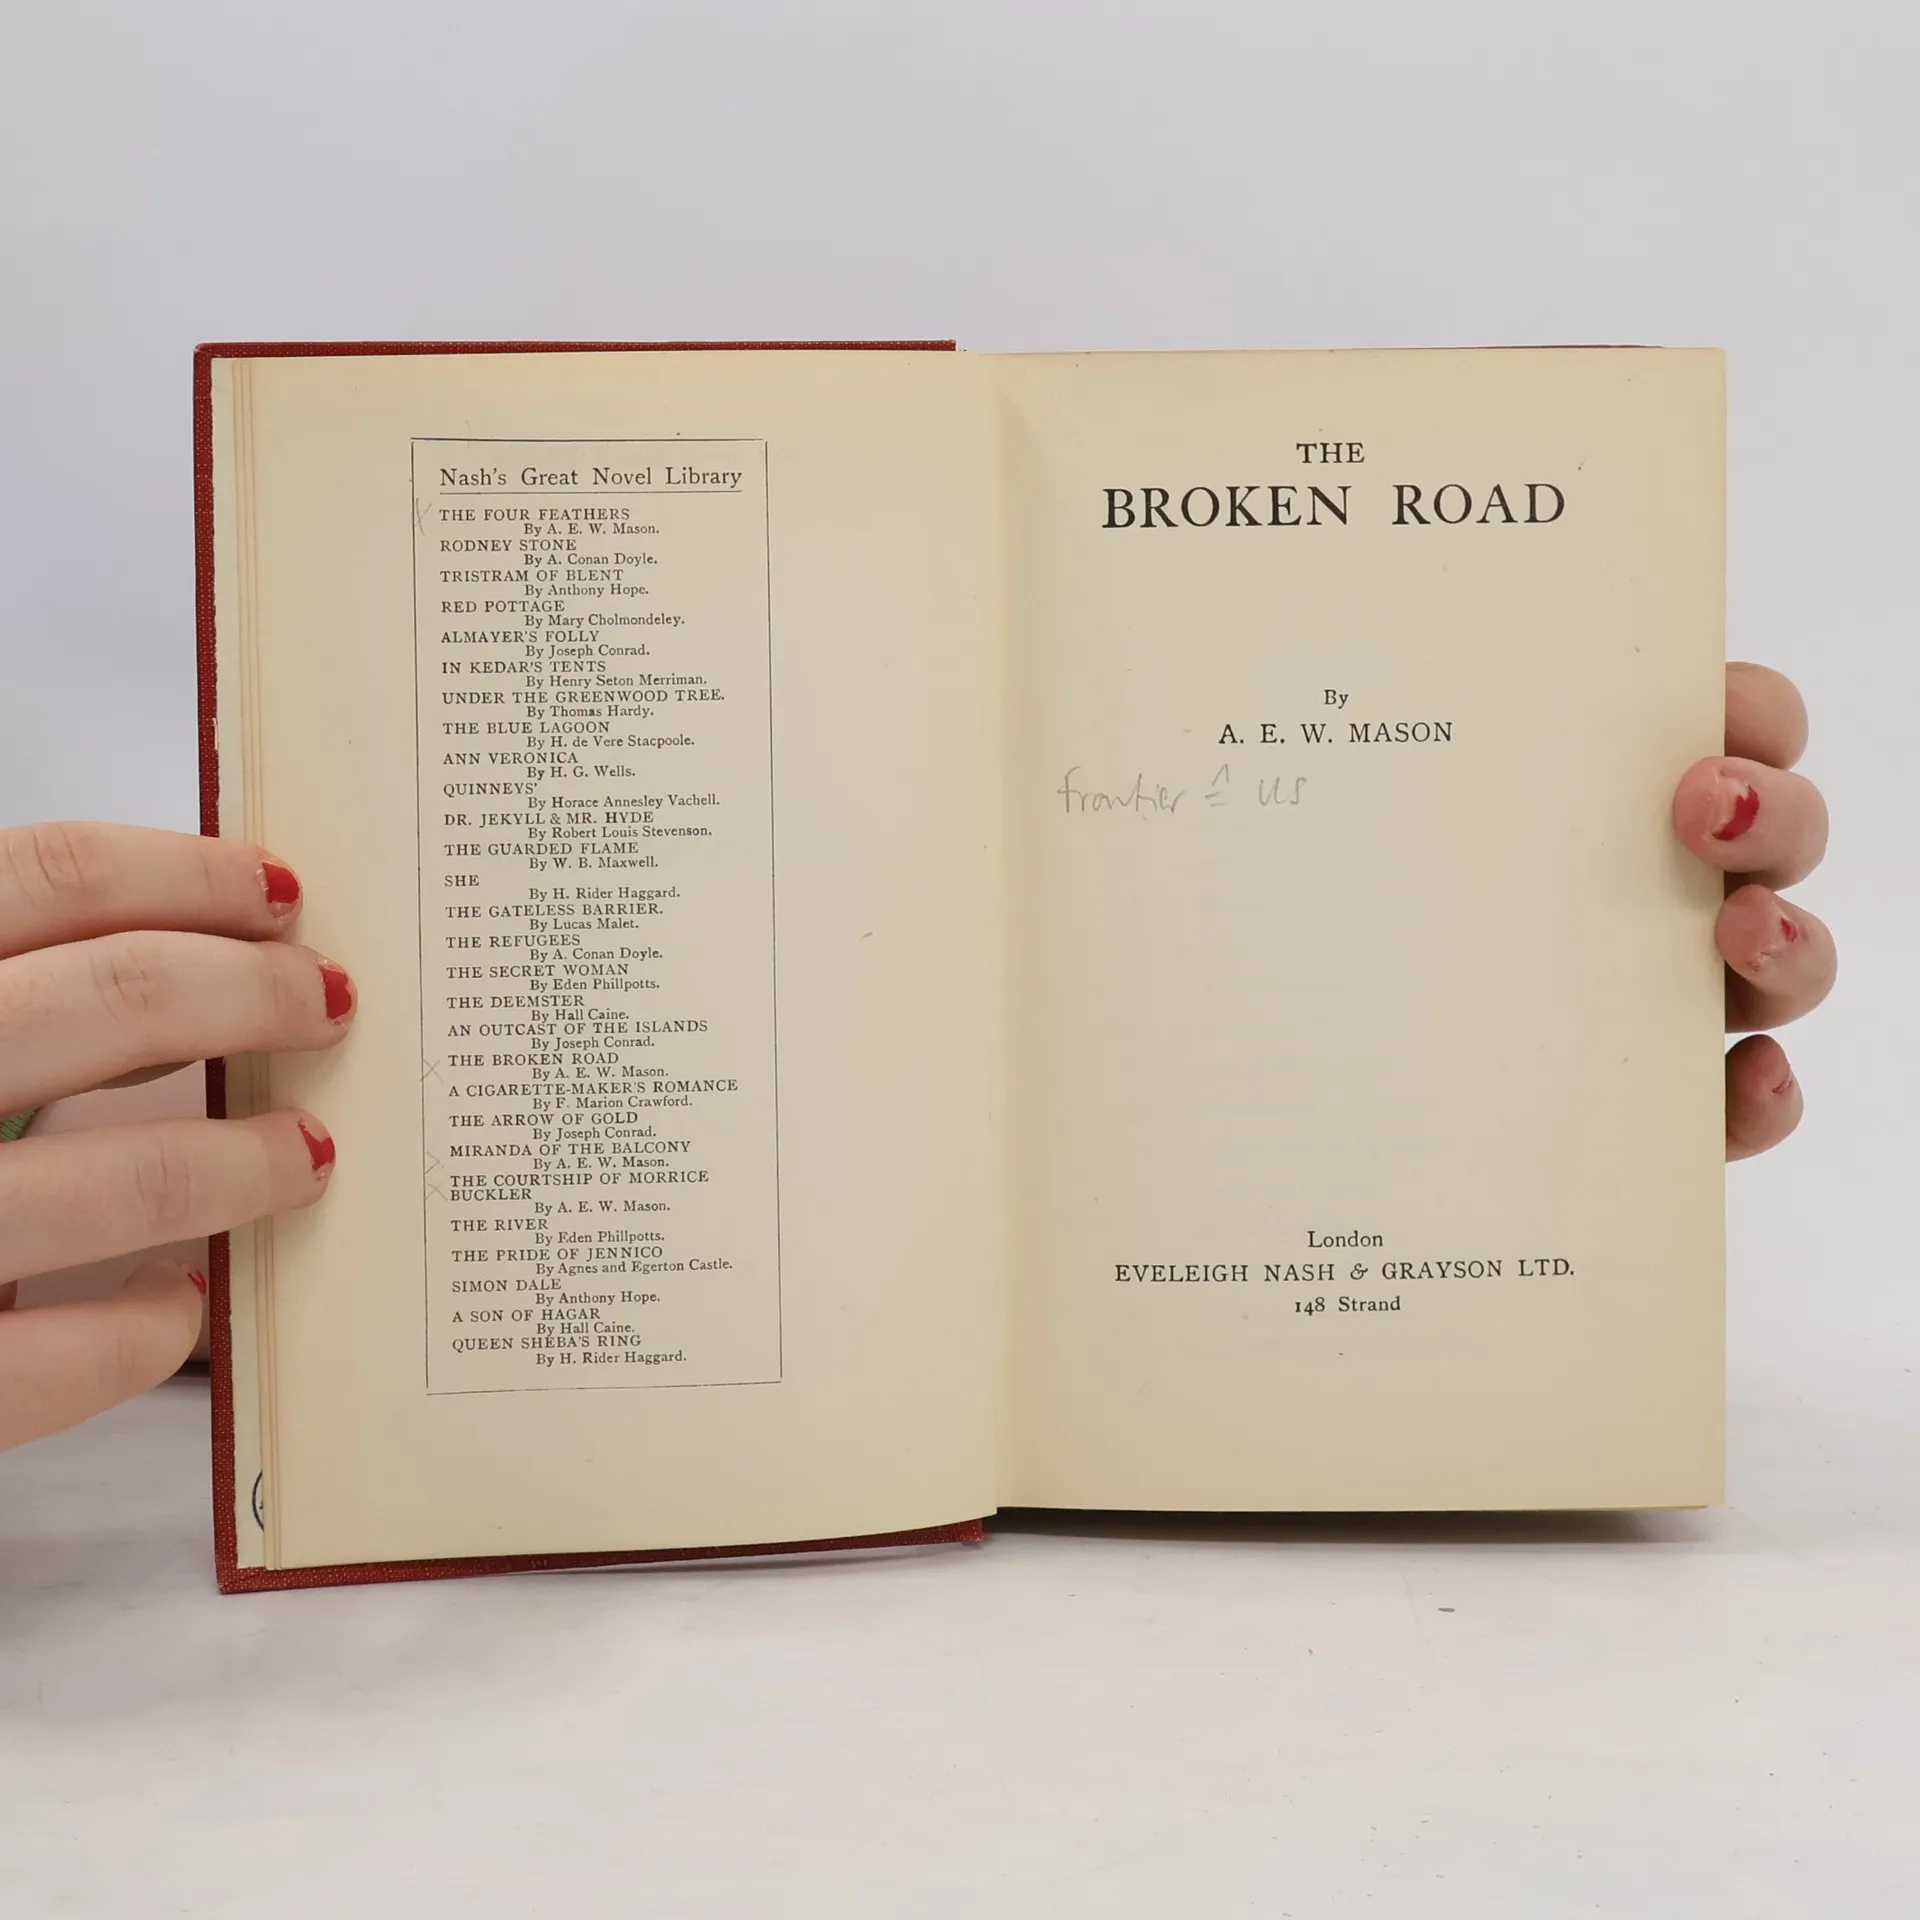 Nash's Great Novel Library
THE FOUR FEATHERS
By A. E. W. Mason.
RODNEY STONE
By A. Conan Doyle.
TRISTRAM OF BLENT
By Anthony Hope.
RED POTTAGE
By Mary Cholmondeley.
ALMAYER'S FOLLY
By Joseph Conrad.
IN KEDAR'S TENTS
By Henry Seton Merriman.
UNDER THE GREENWOOD TREE.
By Thomas Hardy.
THE BLUE LAGOON
By H. de Vere Stacpoole.
ANN VERONICA
By H. G. Wells.
QUINNEYS'
By Horace Annesley Vachell.
DR. JEKYLL & MR. HYDE
By Robert Louis Stevenson.
THE GUARDED FLAME
By W. B. Maxwell.
SHE
By H. Rider Haggard.
THE GATELESS BARRIER.
By Lucas Malet.
THE REFUGEES
By A. Conan Doyle.
THE SECRET WOMAN
By Eden Phillpotts.
THE DEEMSTER
By Hall Caine.
AN OUTCAST OF THE ISLANDS
By Joseph Conrad.
THE BROKEN ROAD
By A. E. W. Mason.
A CIGARETTE-MAKER'S ROMANCE
By F. Marion Crawford.
THE ARROW OF GOLD
By Joseph Conrad.
MIRANDA OF THE BALCONY
By A. E. W. Mason.
THE COURTSHIP OF MORRICE
BUCKLER
By A. E. W. Mason.
THE RIVER
By Eden Phillpotts.
THE PRIDE OF JENNICO
By Agnes and Egerton Castle.
SIMON DALE
By Anthony Hope.
A SON OF HAGAR
By Hall Caine.
QUEEN SHEBA'S RING
By H. Rider Haggard.
THE
BROKEN ROAD
By
A. E. W. MASON
frontier ≙ US
London
EVELEIGH NASH & GRAYSON LTD.
148 Strand